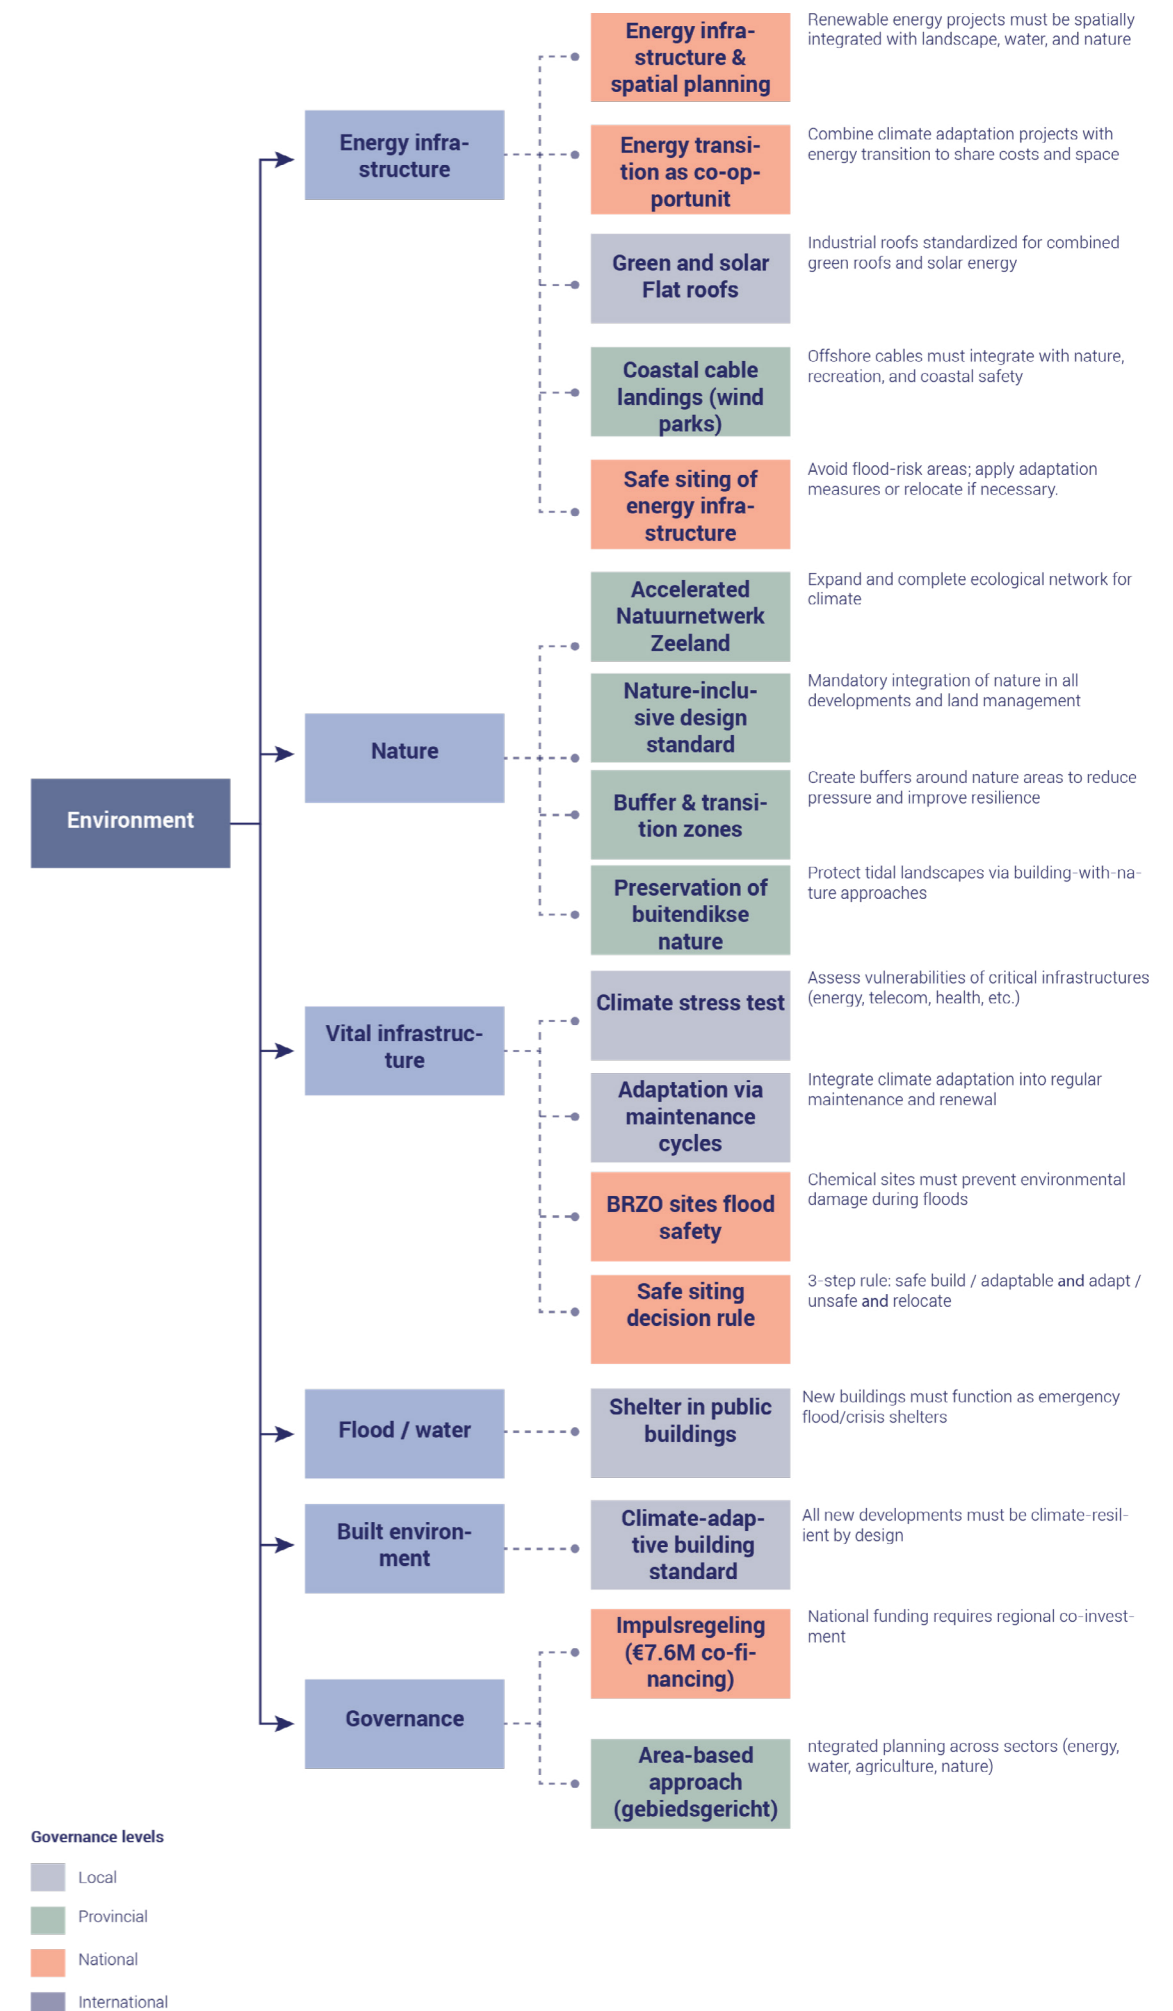 Energy infra-
structure &
spatial planning
Renewable energy projects must be spatially
integrated with landscape, water, and nature
Energy infra-
structure
Energy transi-
tion as co-op-
portunit
Combine climate adaptation projects with
energy transition to share costs and space
Green and solar
Flat roofs
Industrial roofs standardized for combined
green roofs and solar energy
Coastal cable
landings (wind
parks)
Offshore cables must integrate with nature,
recreation, and coastal safety
Safe siting of
energy infra-
structure
Avoid flood-risk areas; apply adaptation
measures or relocate if necessary.
Accelerated
Natuurnetwerk
Zeeland
Expand and complete ecological network for
climate
Nature-inclu-
sive design
standard
Mandatory integration of nature in all
developments and land management
Nature
Buffer & transi-
tion zones
Create buffers around nature areas to reduce
pressure and improve resilience
Environment
Preservation of
buitendikse
nature
Protect tidal landscapes via building-with-na-
ture approaches
Climate stress test
Assess vulnerabilities of critical infrastructures
(energy, telecom, health, etc.)
Vital infrastruc-
ture
Adaptation via
maintenance
cycles
Integrate climate adaptation into regular
maintenance and renewal
BRZO sites flood
safety
Chemical sites must prevent environmental
damage during floods
Safe siting
decision rule
3-step rule: safe build / adaptable and adapt /
unsafe and relocate
Flood / water
Shelter in public
buildings
New buildings must function as emergency
flood/crisis shelters
Built environ-
ment
Climate-adap-
tive building
standard
All new developments must be climate-resil-
ient by design
Impulsregeling
(€7.6M co-fi-
nancing)
National funding requires regional co-invest-
ment
Governance
Area-based
approach
(gebiedsgericht)
ntegrated planning across sectors (energy,
water, agriculture, nature)
Governance levels
Local
Provincial
National
International